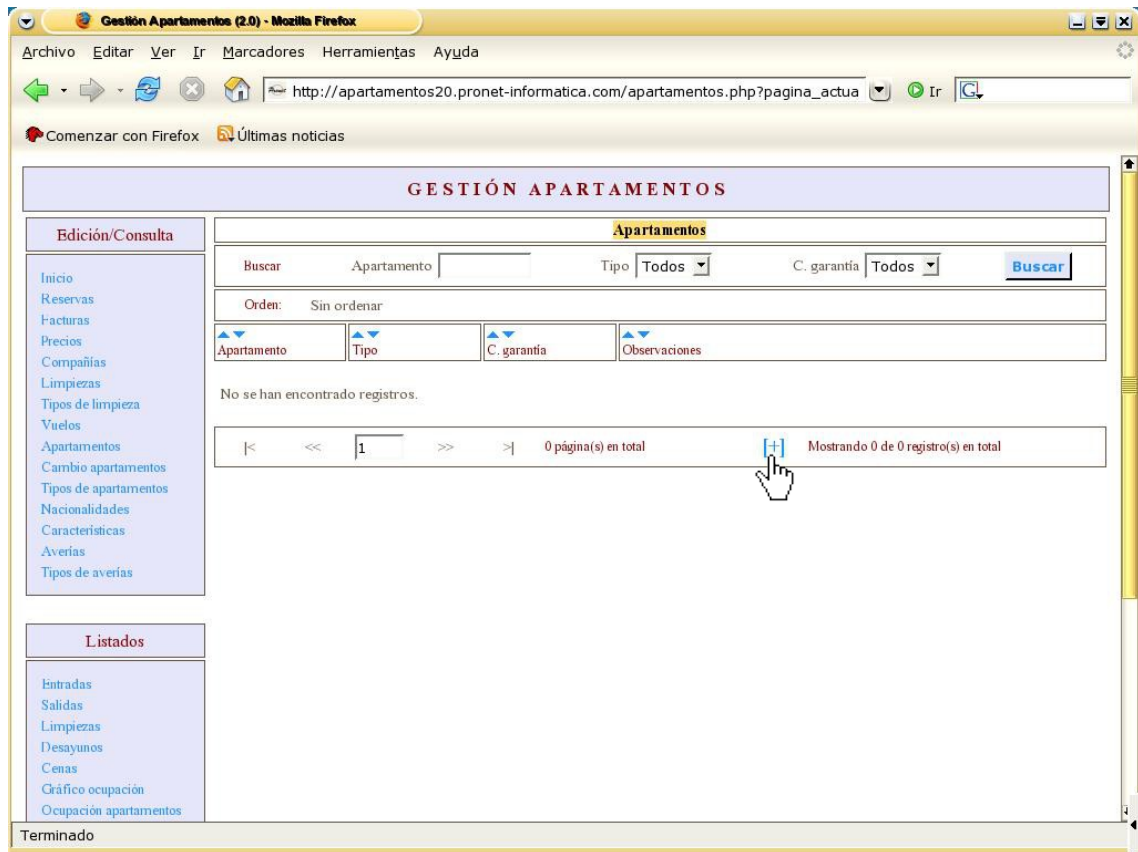 Gestión Apartamentos (2.0) - Mozilla Firefox
Archivo Editar Ver Ir Marcadores Herramientas Ayuda
http://apartamentos20.pronet-informatica.com/apartamentos.php?pagina_actua Ir G
Comenzar con Firefox Últimas noticias
GESTIÓN APARTAMENTOS
Edición/Consulta
Inicio
Reservas
Facturas
Precios
Compañías
Limpiezas
Tipos de limpieza
Vuelos
Apartamentos
Cambio apartamentos
Tipos de apartamentos
Nacionalidades
Características
Averías
Tipos de averías
Listados
Entradas
Salidas
Limpiezas
Desayunos
Cenas
Gráfico ocupación
Ocupación apartamentos
Apartamentos
Buscar Apartamento Tipo Todos C. garantía Todos Buscar
Orden: Sin ordenar
Apartamento Tipo C. garantía Observaciones
No se han encontrado registros.
|< << 1 >> >| 0 página(s) en total [+] Mostrando 0 de 0 registro(s) en total
Terminado